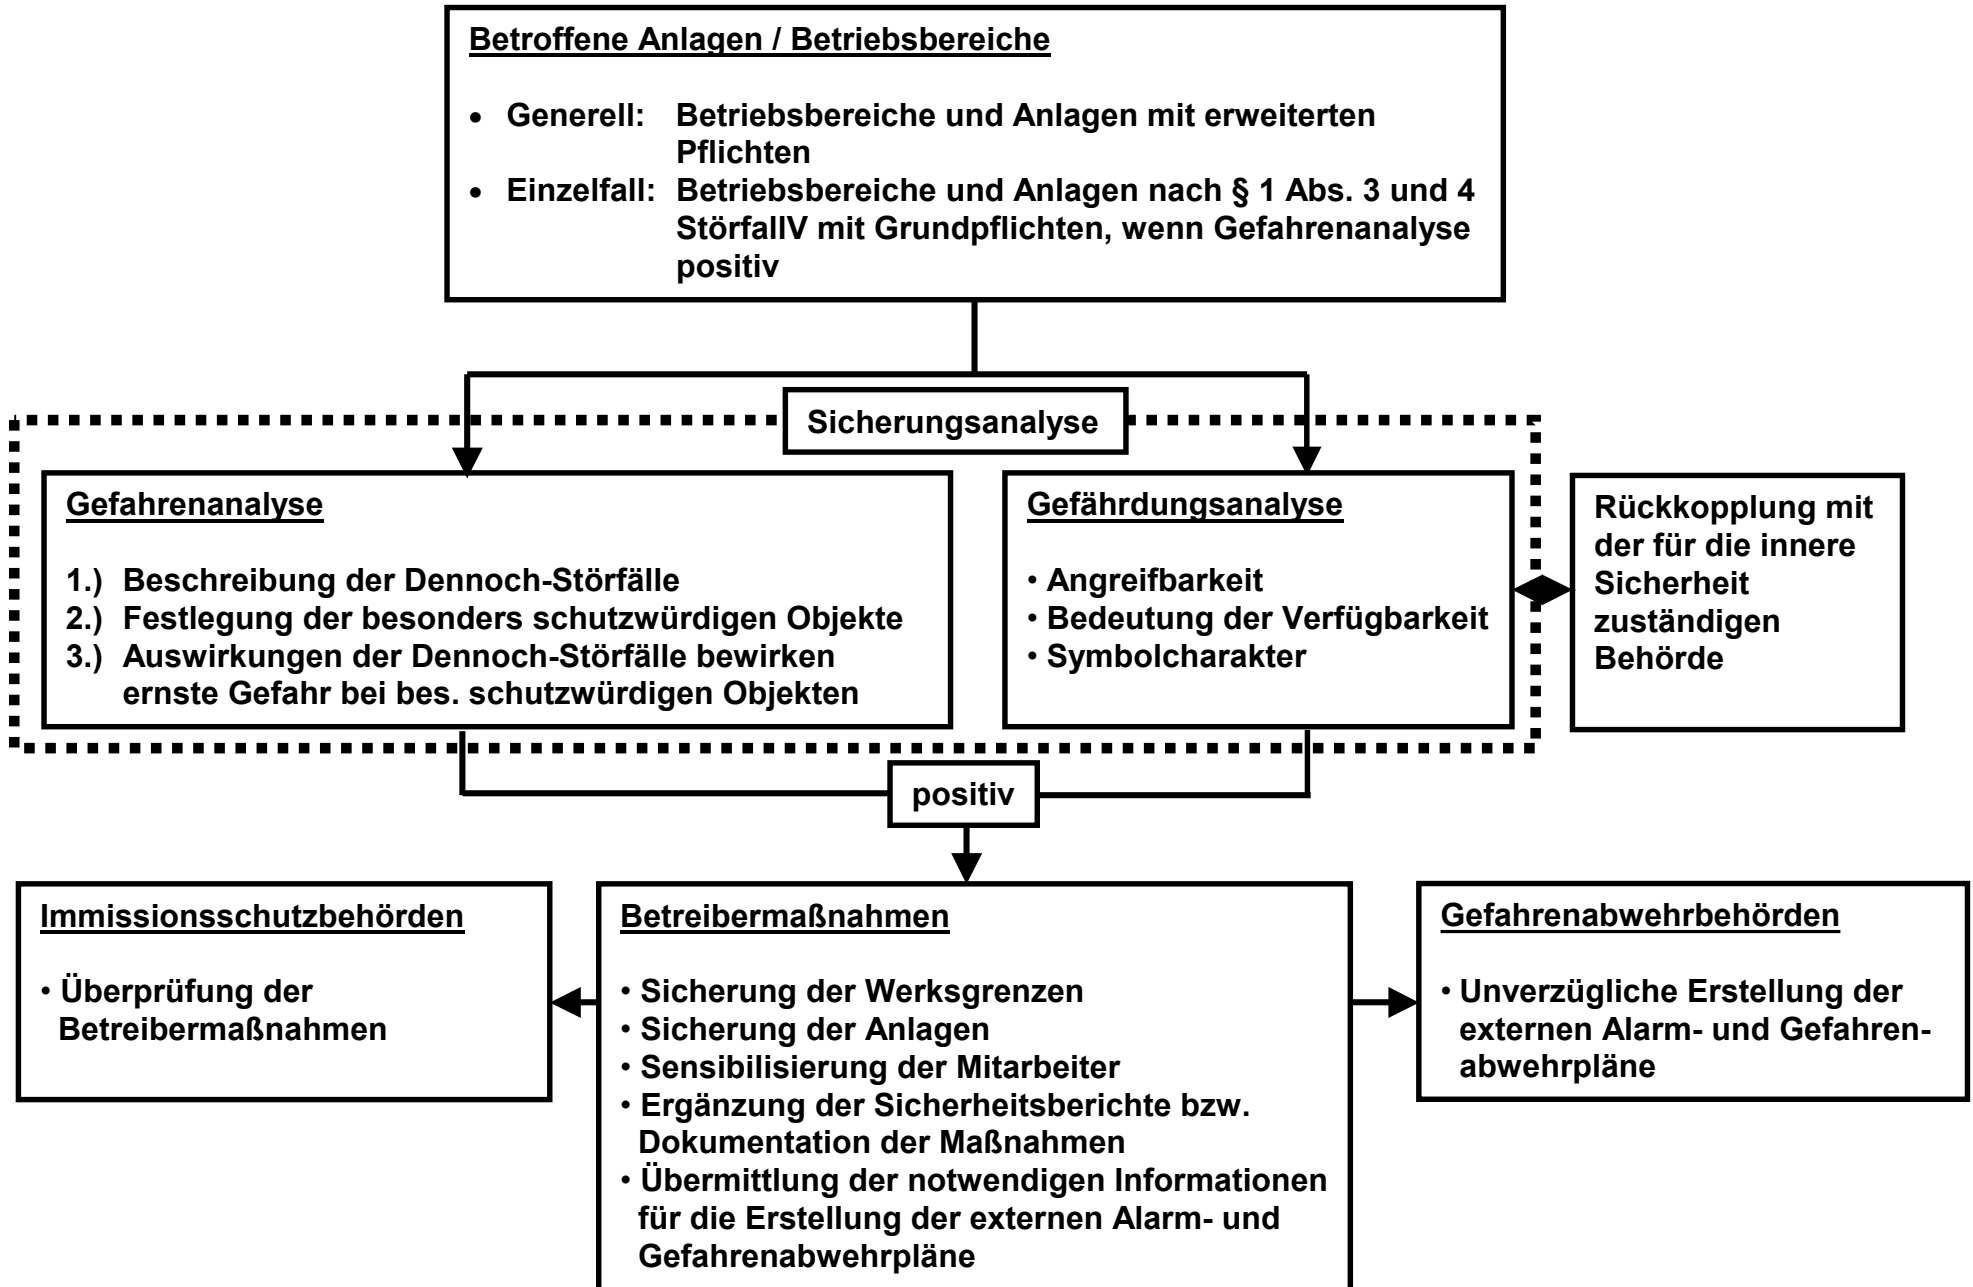 Betroffene Anlagen / Betriebsbereiche
• Generell: Betriebsbereiche und Anlagen mit erweiterten
Pflichten
• Einzelfall: Betriebsbereiche und Anlagen nach § 1 Abs. 3 und 4
StörfallV mit Grundpflichten, wenn Gefahrenanalyse
positiv
Sicherungsanalyse
Gefahrenanalyse
1.) Beschreibung der Dennoch-Störfälle
2.) Festlegung der besonders schutzwürdigen Objekte
3.) Auswirkungen der Dennoch-Störfälle bewirken
ernste Gefahr bei bes. schutzwürdigen Objekten
Gefährdungsanalyse
• Angreifbarkeit
• Bedeutung der Verfügbarkeit
• Symbolcharakter
Rückkopplung mit
der für die innere
Sicherheit
zuständigen
Behörde
positiv
Immissionsschutzbehörden
• Überprüfung der
Betreibermaßnahmen
Betreibermaßnahmen
• Sicherung der Werksgrenzen
• Sicherung der Anlagen
• Sensibilisierung der Mitarbeiter
• Ergänzung der Sicherheitsberichte bzw.
Dokumentation der Maßnahmen
• Übermittlung der notwendigen Informationen
für die Erstellung der externen Alarm- und
Gefahrenabwehrpläne
Gefahrenabwehrbehörden
• Unverzügliche Erstellung der
externen Alarm- und Gefahren-
abwehrpläne